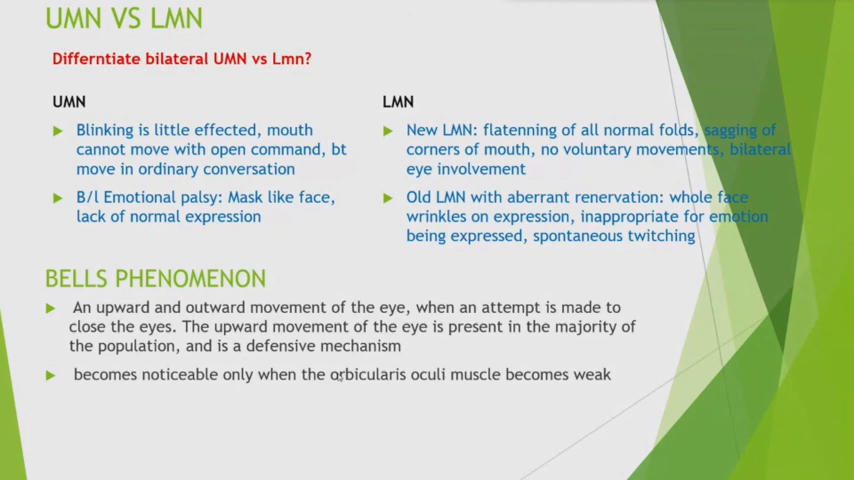 UMN VS LMN
Differntiate bilateral UMN vs Lmn?
UMN
Blinking is little effected, mouth
cannot move with open command, bt
move in ordinary conversation
B/l Emotional palsy: Mask like face,
lack of normal expression
LMN
New LMN: flatenning of all normal folds, sagging of
corners of mouth, no voluntary movements, bilateral
eye involvement
Old LMN with aberrant renervation: whole face
wrinkles on expression, inappropriate for emotion
being expressed, spontaneous twitching
BELLS PHENOMENON
An upward and outward movement of the eye, when an attempt is made to
close the eyes. The upward movement of the eye is present in the majority of
the population, and is a defensive mechanism
becomes noticeable only when the orbicularis oculi muscle becomes weak